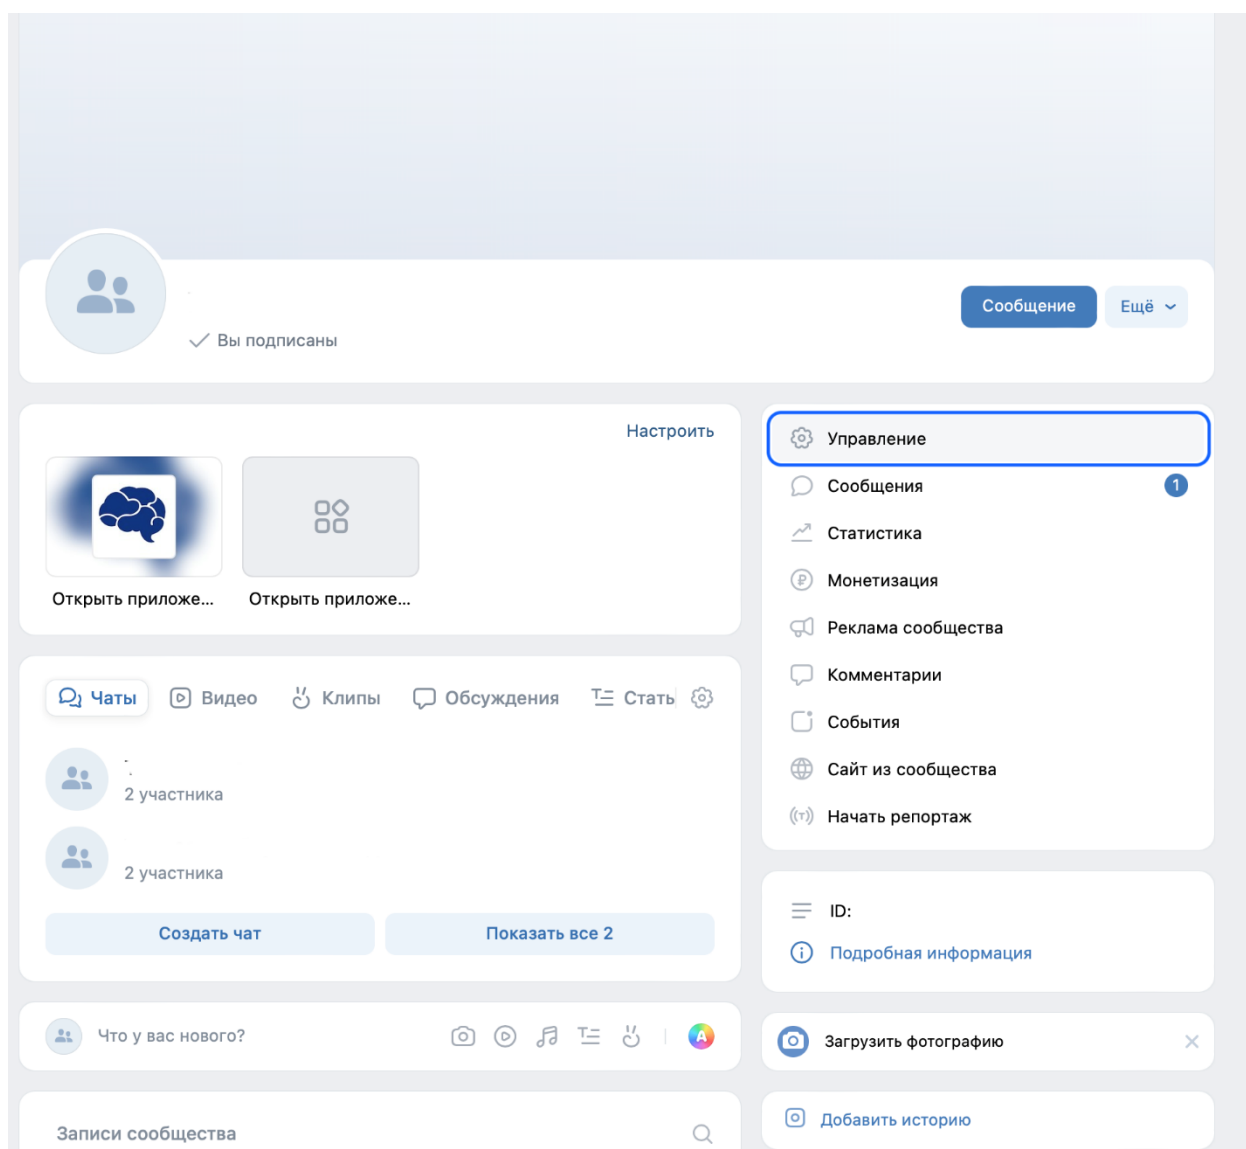 Сообщение
Ещё
Вы подписаны
Настроить
Открыть приложе...
Открыть приложе...
Чаты
Видео
Клипы
Обсуждения
Стать
2 участника
2 участника
Создать чат
Показать все 2
Что у вас нового?
Записи сообщества
Управление
Сообщения 1
Статистика
Монетизация
Реклама сообщества
Комментарии
События
Сайт из сообщества
Начать репортаж
ID:
Подробная информация
Загрузить фотографию
Добавить историю